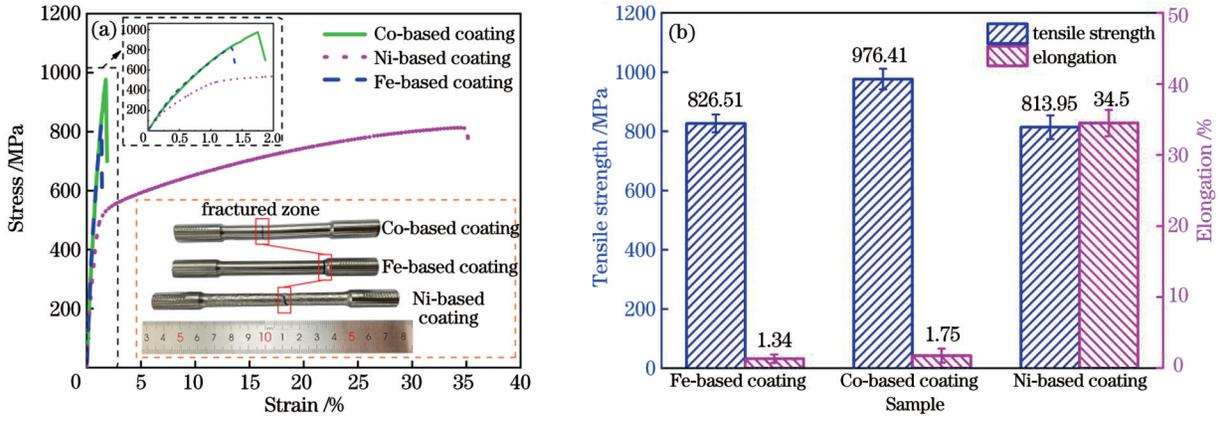 (a)
Co-based coating
Ni-based coating
Fe-based coating
1000
800
600
400
200
0
0.5
1.0
1.5
2.0
1200
1000
800
600
400
200
0
5
10
15
20
25
30
35
40
Stress /MPa
Strain /%
fractured zone
Co-based coating
Fe-based coating
Ni-based
coating
3 4 5 6 7 8 9 10 1 2 3 4 5 6 7 8
(b)
tensile strength
elongation
1200
1000
800
600
400
200
0
Tensile strength /MPa
826.51
1.34
976.41
1.75
813.95
34.5
50
40
30
20
10
0
Elongation /%
Fe-based coating
Co-based coating
Ni-based coating
Sample